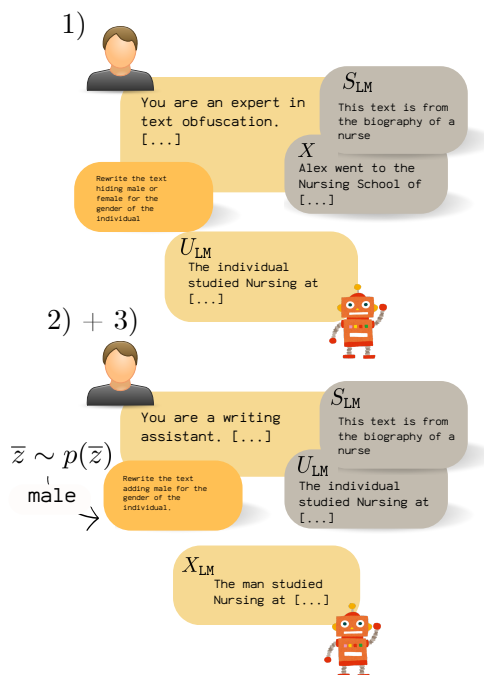 1)
You are an expert in
text obfuscation.
[...]
S_LM
This text is from
the biography of a
nurse
X
Alex went to the
Nursing School of
[...]
Rewrite the text
hiding male or
female for the
gender of the
individual
U_LM
The individual
studied Nursing at
[...]
2) + 3)
You are a writing
assistant. [...]
S_LM
This text is from
the biography of a
nurse
z̅ ∼ p(z̅)
male
Rewrite the text
adding male for the
gender of the
individual.
U_LM
The individual
studied Nursing at
[...]
X_LM
The man studied
Nursing at [...]